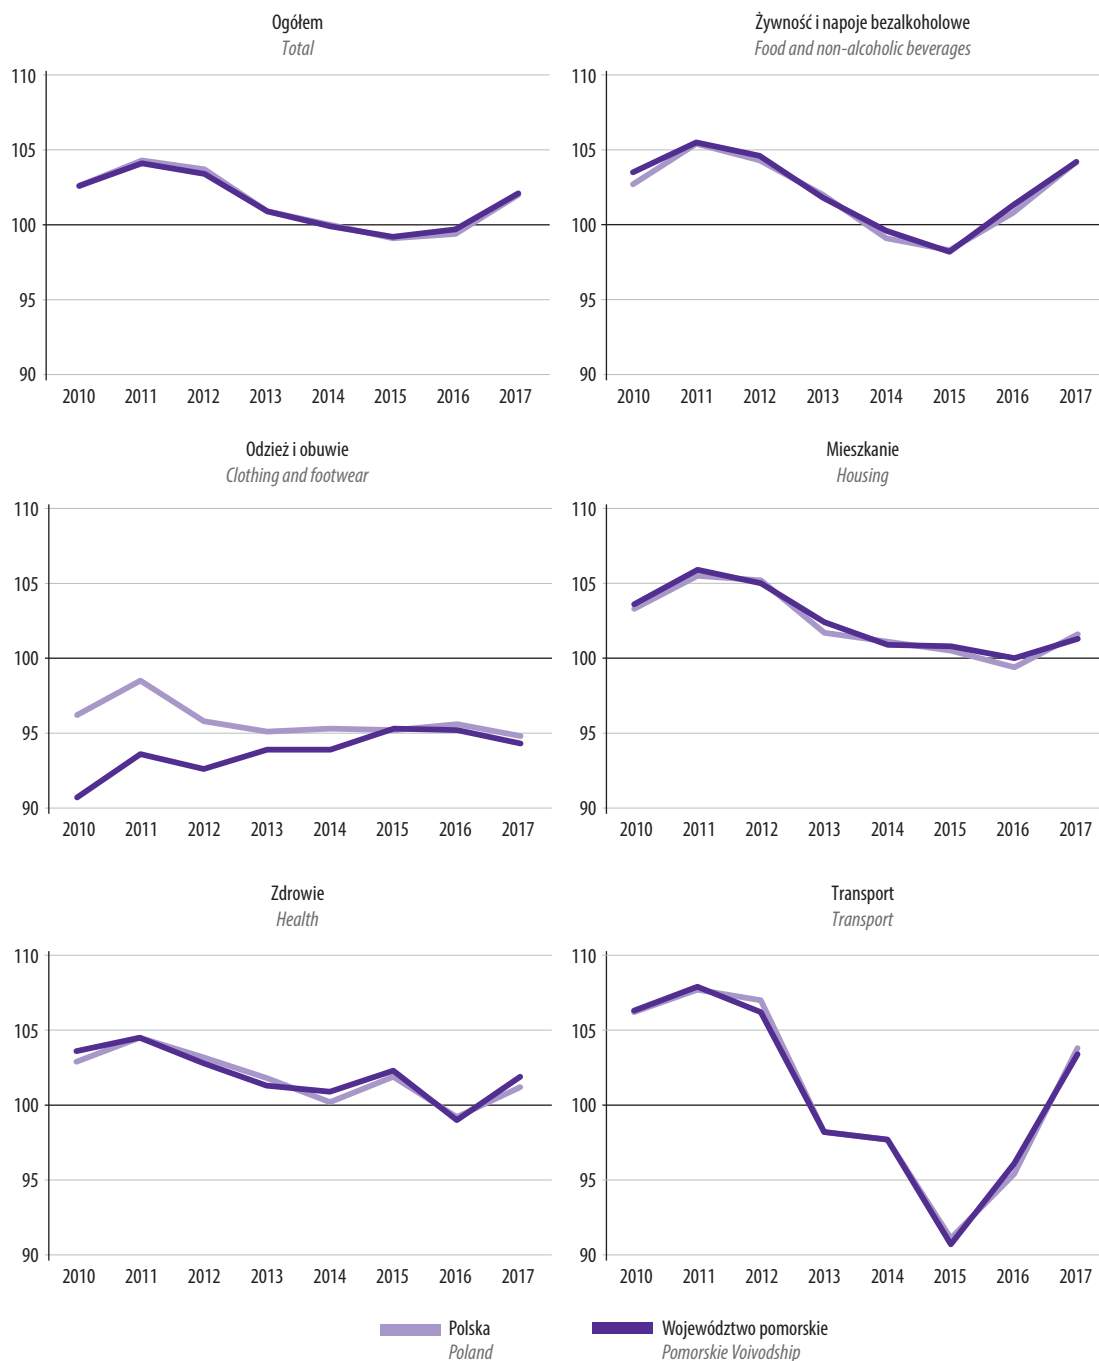 Ogółem
Total
110
105
100
95
90
2010 2011 2012 2013 2014 2015 2016 2017
Żywność i napoje bezalkoholowe
Food and non-alcoholic beverages
110
105
100
95
90
2010 2011 2012 2013 2014 2015 2016 2017
Odzież i obuwie
Clothing and footwear
110
105
100
95
90
2010 2011 2012 2013 2014 2015 2016 2017
Mieszkanie
Housing
110
105
100
95
90
2010 2011 2012 2013 2014 2015 2016 2017
Zdrowie
Health
110
105
100
95
90
2010 2011 2012 2013 2014 2015 2016 2017
Transport
Transport
110
105
100
95
90
2010 2011 2012 2013 2014 2015 2016 2017
Polska
Poland
Województwo pomorskie
Pomorskie Voivodship